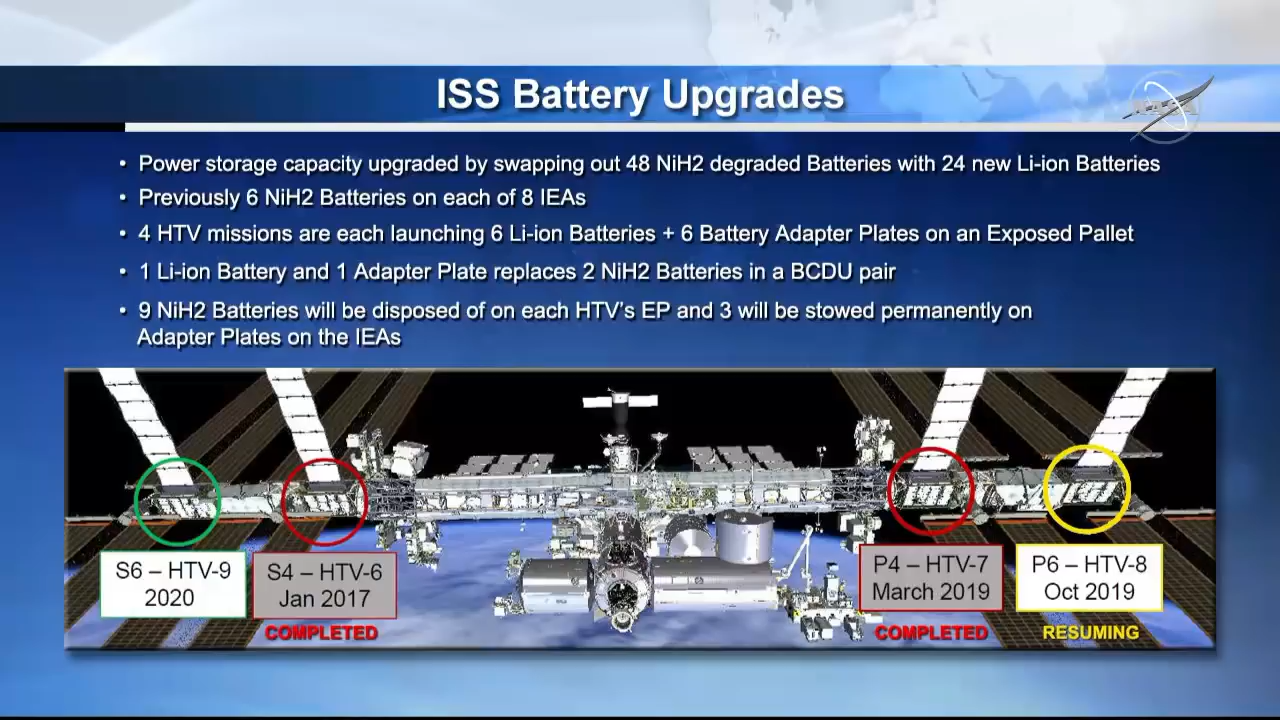 ISS Battery Upgrades
NASA
• Power storage capacity upgraded by swapping out 48 NiH2 degraded Batteries with 24 new Li-ion Batteries
• Previously 6 NiH2 Batteries on each of 8 IEAs
• 4 HTV missions are each launching 6 Li-ion Batteries + 6 Battery Adapter Plates on an Exposed Pallet
• 1 Li-ion Battery and 1 Adapter Plate replaces 2 NiH2 Batteries in a BCDU pair
• 9 NiH2 Batteries will be disposed of on each HTV's EP and 3 will be stowed permanently on
Adapter Plates on the IEAs
S6 – HTV-9
2020
S4 – HTV-6
Jan 2017
COMPLETED
P4 – HTV-7
March 2019
COMPLETED
P6 – HTV-8
Oct 2019
RESUMING